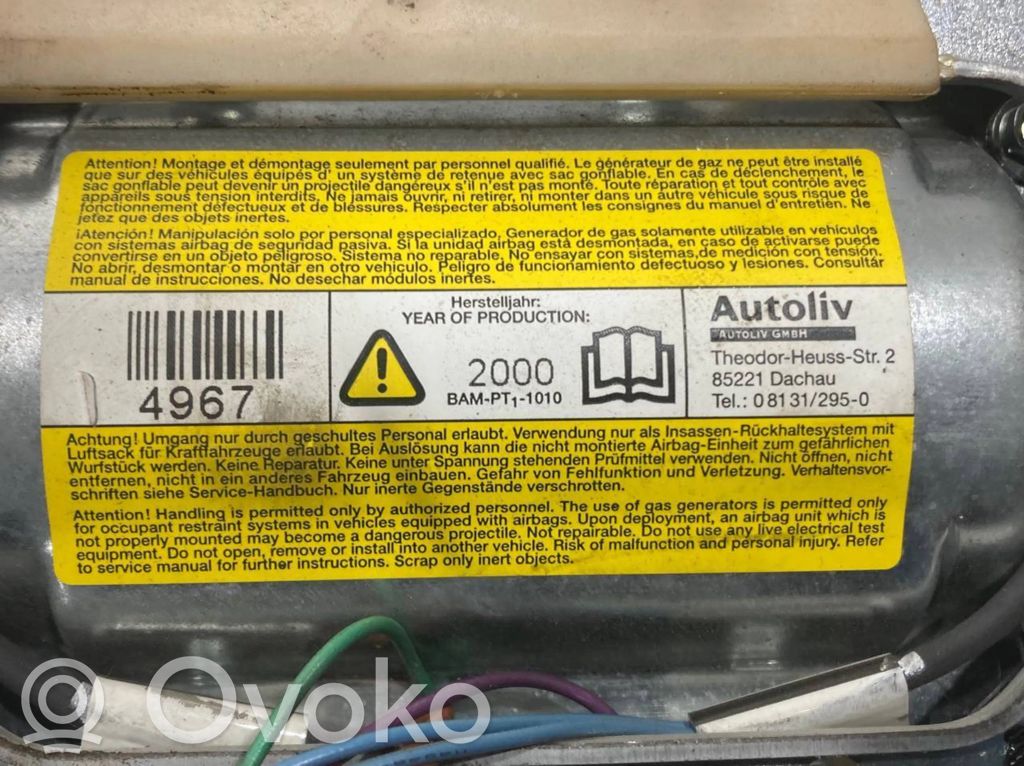 Attention! Montage et démontage seulement par personnel qualifié. Le générateur de gaz ne peut être installé
que sur des véhicules équipés d' un système de retenue avec sac gonflable. En cas de déclenchement, le
sac gonflable peut devenir un projectile dangéreux s'il n'est pas monté. Toute réparation et tout contrôle avec
appareils sous tension interdits. Ne jamais ouvrir, ni retirer, ni monter dans un autre véhicule sous risque de
fonctionnement défectueux et de bléssures. Respecter absolument les consignes du manuel d'entretien. Ne
jetez que des objets inertes.
¡Atención! Manipulación solo por personal especializado, Generador de gas solamente utilizable en vehículos
con sistemas airbag de seguridad pasiva. Si la unidad airbag está desmontada, en caso de activarse puede
convertirse en un objeto peligroso. Sistema no reparable. No ensayar con sistemas,de medición con tensión.
No abrir, desmontar o montar en otro vehículo. Peligro de funcionamiento defectuoso y lesiones. Consultár
manual de instrucciones. No desechar módulos inertes.
4967
Herstelljahr:
YEAR OF PRODUCTION:
2000
BAM-PT1-1010
Autoliv
AUTOLIV GMBH
Theodor-Heuss-Str. 2
85221 Dachau
Tel.: 0 81 31/295-0
Achtung! Umgang nur durch geschultes Personal erlaubt. Verwendung nur als Insassen-Rückhaltesystem mit
Luftsack für Kraftfahrzeuge erlaubt. Bei Auslösung kann die nicht montierte Airbag-Einheit zum gefährlichen
Wurfstück werden. Keine Reparatur. Keine unter Spannung stehenden Prüfmittel verwenden. Nicht öffnen, nicht
entfernen, nicht in ein anderes Fahrzeug einbauen. Gefahr von Fehlfunktion und Verletzung. Verhaltensvor-
schriften siehe Service-Handbuch. Nur inerte Gegenstände verschrotten.
Attention! Handling is permitted only by authorized personnel. The use of gas generators is permitted only
for occupant restraint systems in vehicles equipped with airbags. Upon deployment, an airbag unit which is
not properly mounted may become a dangerous projectile. Not repairable. Do not use any live electrical test
equipment. Do not open, remove or install into another vehicle. Risk of malfunction and personal injury. Refer
to service manual for further instructions. Scrap only inert objects.
Ovoko